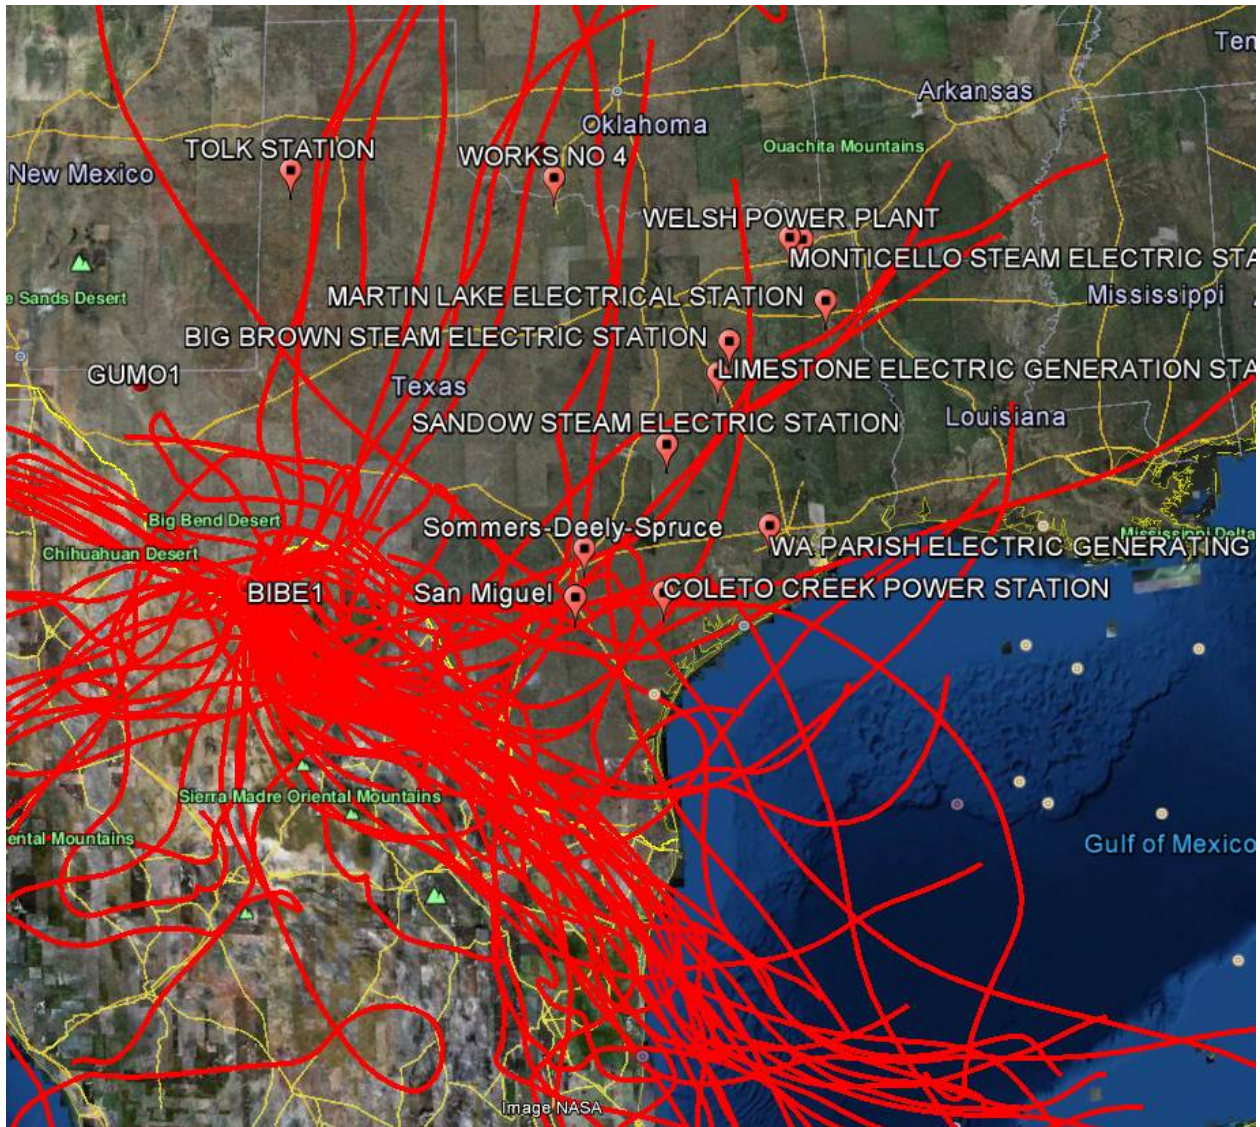 Ten
Arkansas
Oklahoma
Ouachita Mountains
TOLK STATION
WORKS NO 4
New Mexico
WELSH POWER PLANT
MONTICELLO STEAM ELECTRIC STA
e Sands Desert
MARTIN LAKE ELECTRICAL STATION
Mississippi
BIG BROWN STEAM ELECTRIC STATION
GUMO1
LIMESTONE ELECTRIC GENERATION STA
Texas
SANDOW STEAM ELECTRIC STATION
Louisiana
Big Bend Desert
Sommers-Deely-Spruce
Mississippi Delta
Chihuahuan Desert
WA PARISH ELECTRIC GENERATING
BIBE1
San Miguel
COLETO CREEK POWER STATION
Sierra Madre Oriental Mountains
ental Mountains
Gulf of Mexico
Image NASA